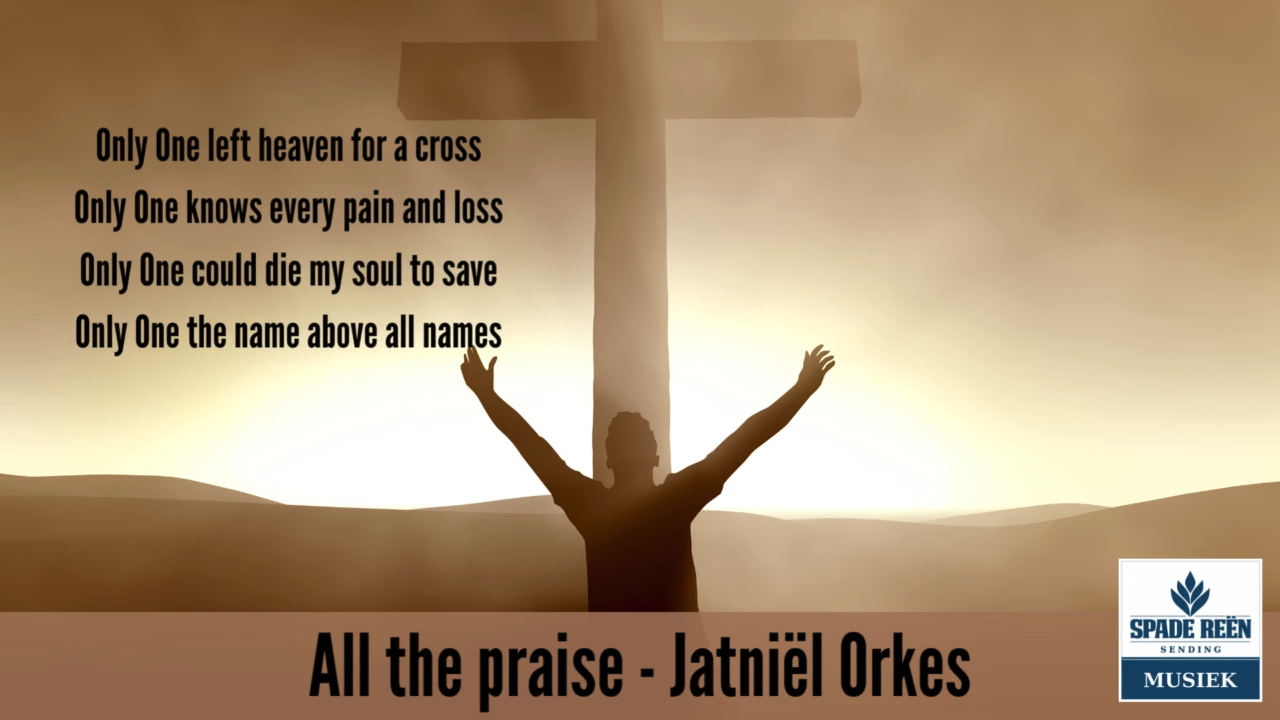 Only One left heaven for a cross
Only One knows every pain and loss
Only One could die my soul to save
Only One the name above all names
All the praise - Jatniël Orkes
SPADE REËN
SENDING
MUSIEK